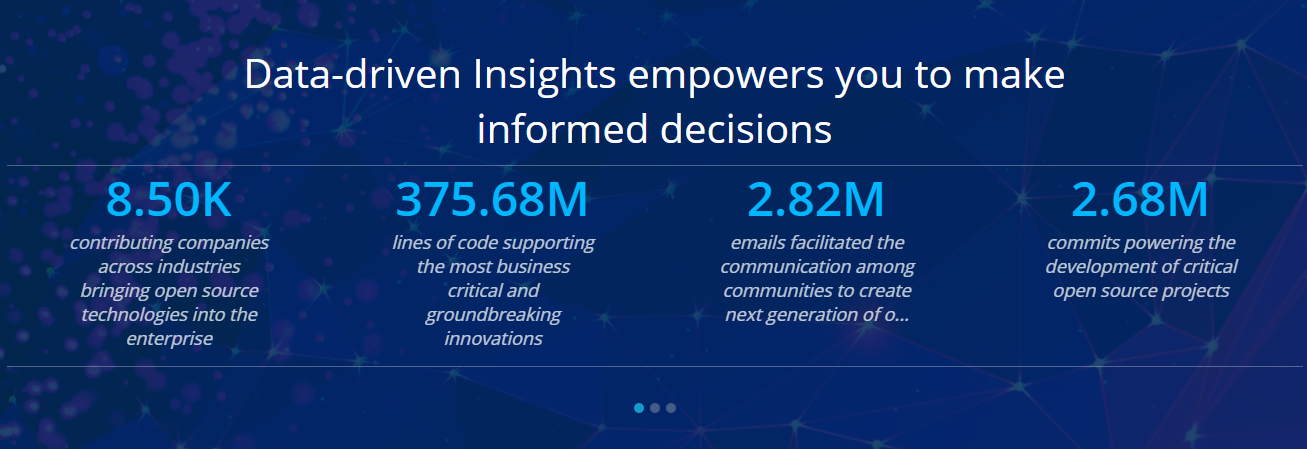 Data-driven Insights empowers you to make
informed decisions
8.50K
contributing companies
across industries
bringing open source
technologies into the
enterprise
375.68M
lines of code supporting
the most business
critical and
groundbreaking
innovations
2.82M
emails facilitated the
communication among
communities to create
next generation of o...
2.68M
commits powering the
development of critical
open source projects